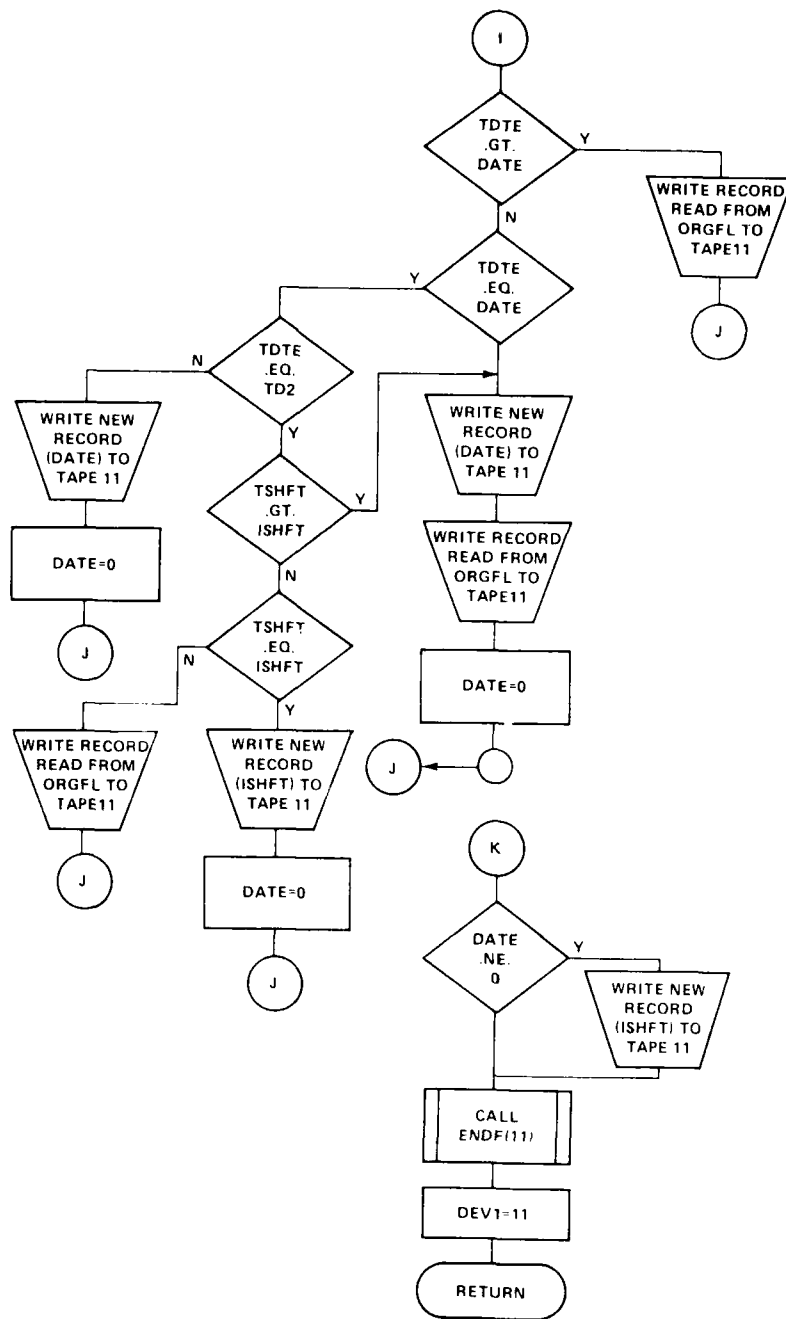 I
TDTE
.GT.
DATE
Y
N
WRITE RECORD
READ FROM
ORGFL TO
TAPE11
J
TDTE
.EQ.
DATE
Y
TDTE
.EQ.
TD2
N
Y
WRITE NEW
RECORD
(DATE) TO
TAPE 11
DATE=0
J
TSHFT
.GT.
ISHFT
Y
N
WRITE NEW
RECORD
(DATE) TO
TAPE 11
WRITE RECORD
READ FROM
ORGFL TO
TAPE11
DATE=0
J
TSHFT
.EQ.
ISHFT
N
Y
WRITE RECORD
READ FROM
ORGFL TO
TAPE11
J
WRITE NEW
RECORD
(ISHFT) TO
TAPE 11
DATE=0
J
K
DATE
.NE.
0
Y
WRITE NEW
RECORD
(ISHFT) TO
TAPE 11
CALL
ENDF(11)
DEV1=11
RETURN